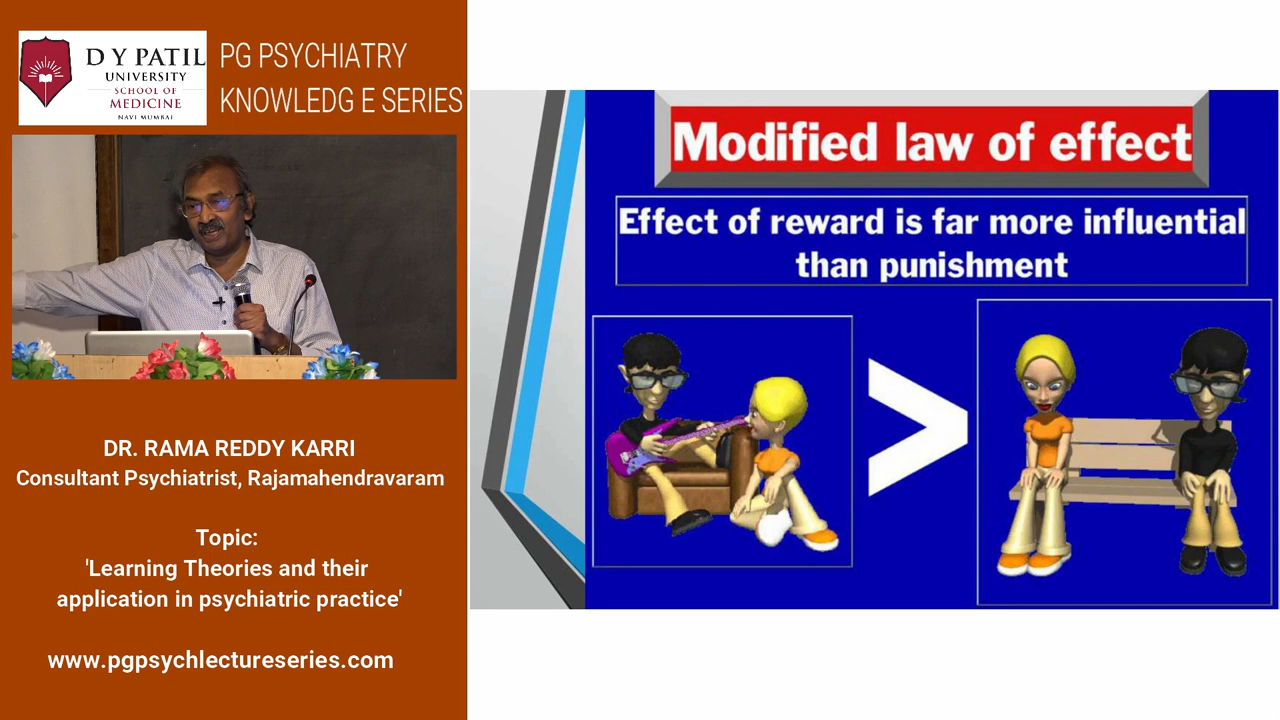 D Y PATIL
UNIVERSITY
SCHOOL OF
MEDICINE
NAVI MUMBAI
PG PSYCHIATRY
KNOWLEDG E SERIES
DR. RAMA REDDY KARRI
Consultant Psychiatrist, Rajamahendravaram
Topic:
'Learning Theories and their
application in psychiatric practice'
www.pgpsychlectureseries.com
Modified law of effect
Effect of reward is far more influential
than punishment
>